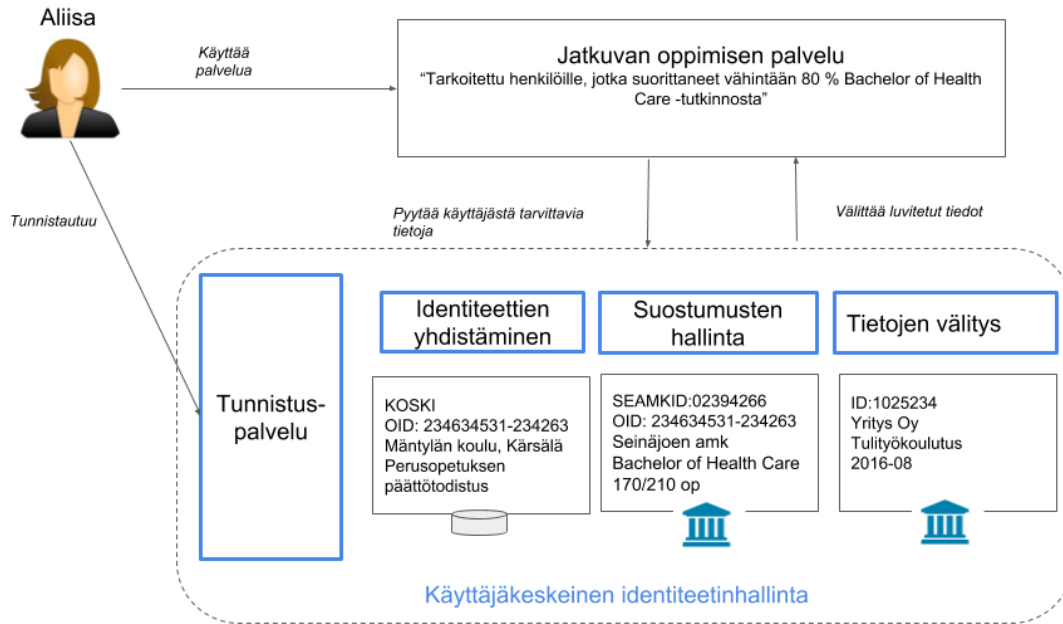 Aliisa
Käyttää
palvelua
Jatkuvan oppimisen palvelu
“Tarkoitettu henkilöille, jotka suorittaneet vähintään 80 % Bachelor of Health
Care -tutkinnosta”
Tunnistautuu
Pyytää käyttäjästä tarvittavia
tietoja
Välittää luvitetut tiedot
Tunnistus-
palvelu
Identiteettien
yhdistäminen
Suostumusten
hallinta
Tietojen välitys
KOSKI
OID: 234634531-234263
Mäntylän koulu, Kärsälä
Perusopetuksen
päättötodistus
SEAMKID:02394266
OID: 234634531-234263
Seinäjoen amk
Bachelor of Health Care
170/210 op
ID:1025234
Yritys Oy
Tulityökoulutus
2016-08
Käyttäjäkeskeinen identiteetinhallinta